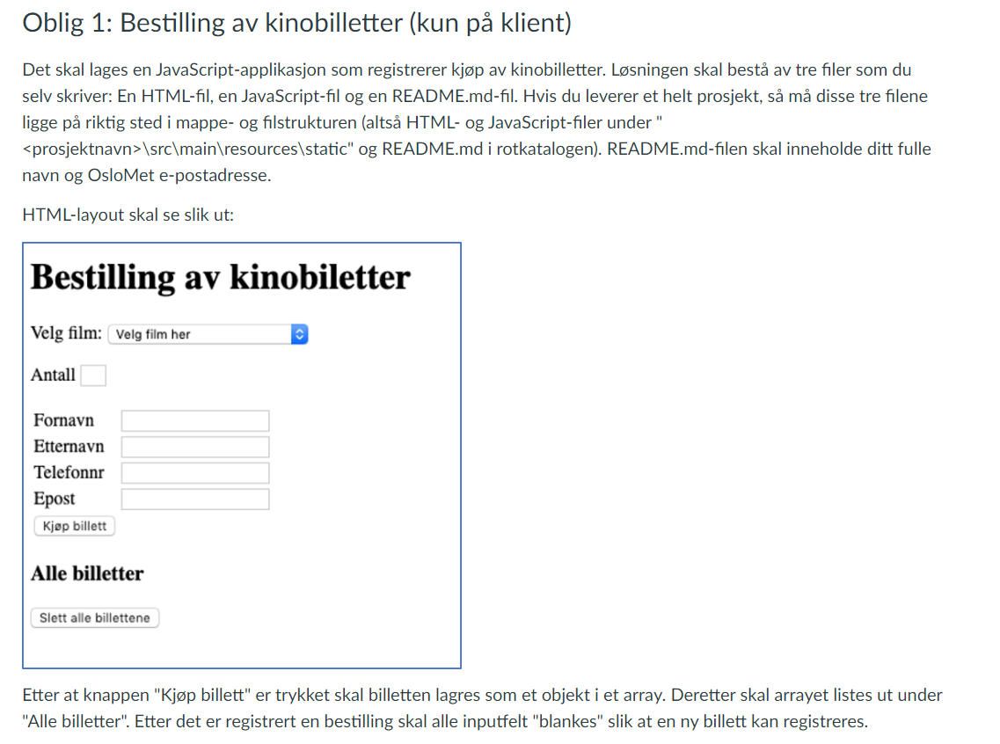 Oblig 1: Bestilling av kinobilletter (kun på klient)
Det skal lages en JavaScript-applikasjon som registrerer kjøp av kinobilletter. Løsningen skal bestå av tre filer som du
selv skriver: En HTML-fil, en JavaScript-fil og en README.md-fil. Hvis du leverer et helt prosjekt, så må disse tre filene
ligge på riktig sted i mappe- og filstrukturen (altså HTML- og JavaScript-filer under "
<prosjektnavn>\src\main\resources\static" og README.md i rotkatalogen). README.md-filen skal inneholde ditt fulle
navn og OsloMet e-postadresse.
HTML-layout skal se slik ut:
Bestilling av kinobiletter
Velg film: Velg film her
Antall
Fornavn
Etternavn
Telefonnr
Epost
Kjøp billett
Alle billetter
Slett alle billettene
Etter at knappen "Kjøp billett" er trykket skal billetten lagres som et objekt i et array. Deretter skal arrayet listes ut under
"Alle billetter". Etter det er registrert en bestilling skal alle inputfelt "blankes" slik at en ny billett kan registreres.